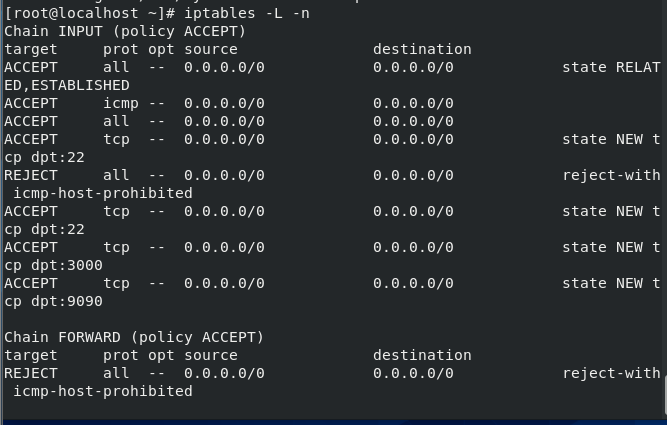 [root@localhost ~]# iptables -L -n
Chain INPUT (policy ACCEPT)
target     prot opt source               destination
ACCEPT     all  --  0.0.0.0/0            0.0.0.0/0            state RELAT
ED,ESTABLISHED
ACCEPT     icmp --  0.0.0.0/0            0.0.0.0/0
ACCEPT     all  --  0.0.0.0/0            0.0.0.0/0
ACCEPT     tcp  --  0.0.0.0/0            0.0.0.0/0            state NEW t
cp dpt:22
REJECT     all  --  0.0.0.0/0            0.0.0.0/0            reject-with
 icmp-host-prohibited
ACCEPT     tcp  --  0.0.0.0/0            0.0.0.0/0            state NEW t
cp dpt:22
ACCEPT     tcp  --  0.0.0.0/0            0.0.0.0/0            state NEW t
cp dpt:3000
ACCEPT     tcp  --  0.0.0.0/0            0.0.0.0/0            state NEW t
cp dpt:9090
Chain FORWARD (policy ACCEPT)
target     prot opt source               destination
REJECT     all  --  0.0.0.0/0            0.0.0.0/0            reject-with
 icmp-host-prohibited